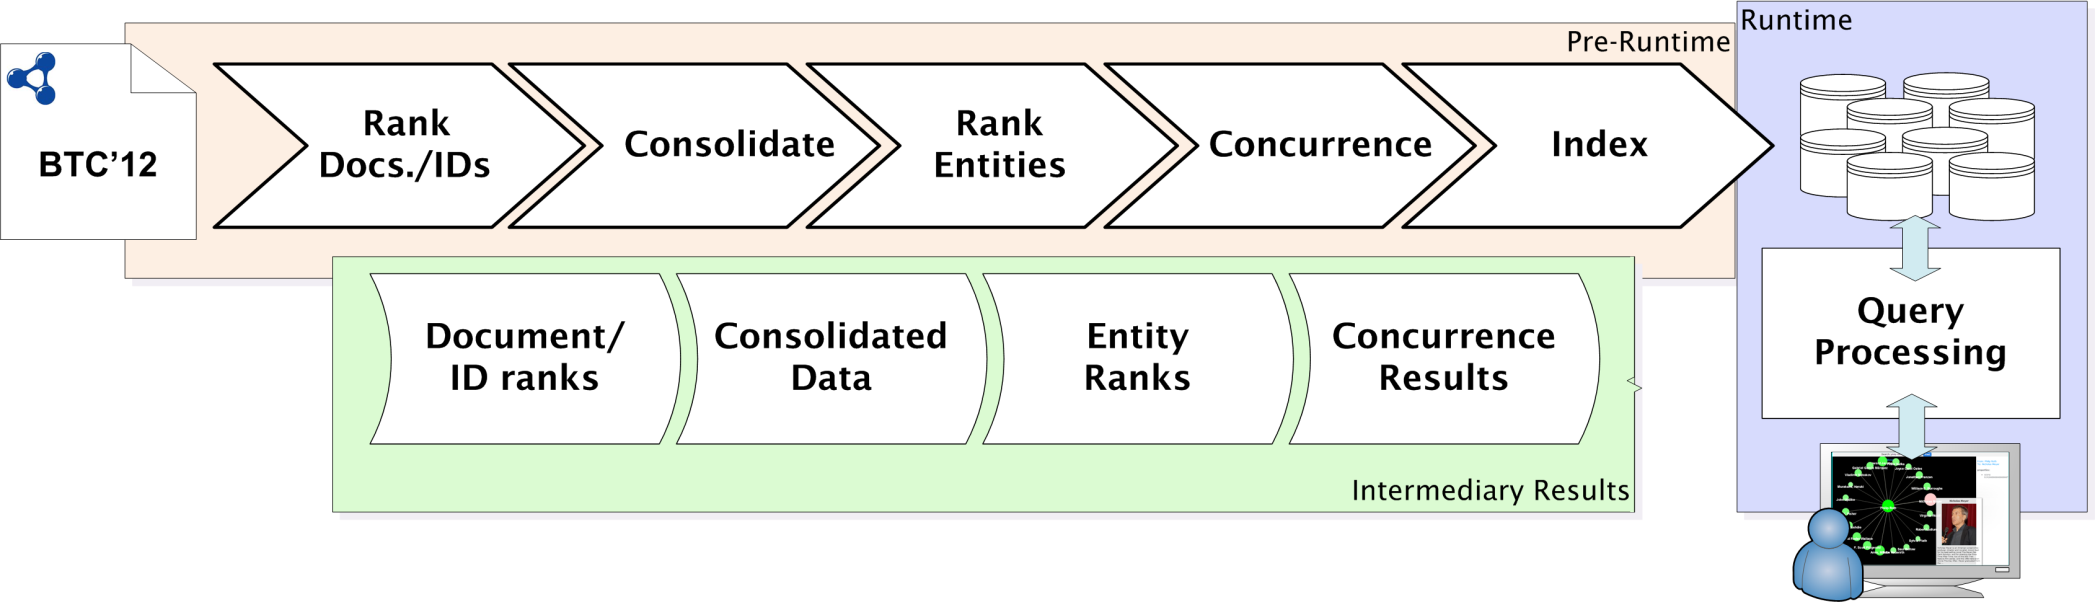 Pre-Runtime
Runtime
BTC’12
Rank
Docs./IDs
Consolidate
Rank
Entities
Concurrence
Index
Document/
ID ranks
Consolidated
Data
Entity
Ranks
Concurrence
Results
Intermediary Results
Query
Processing